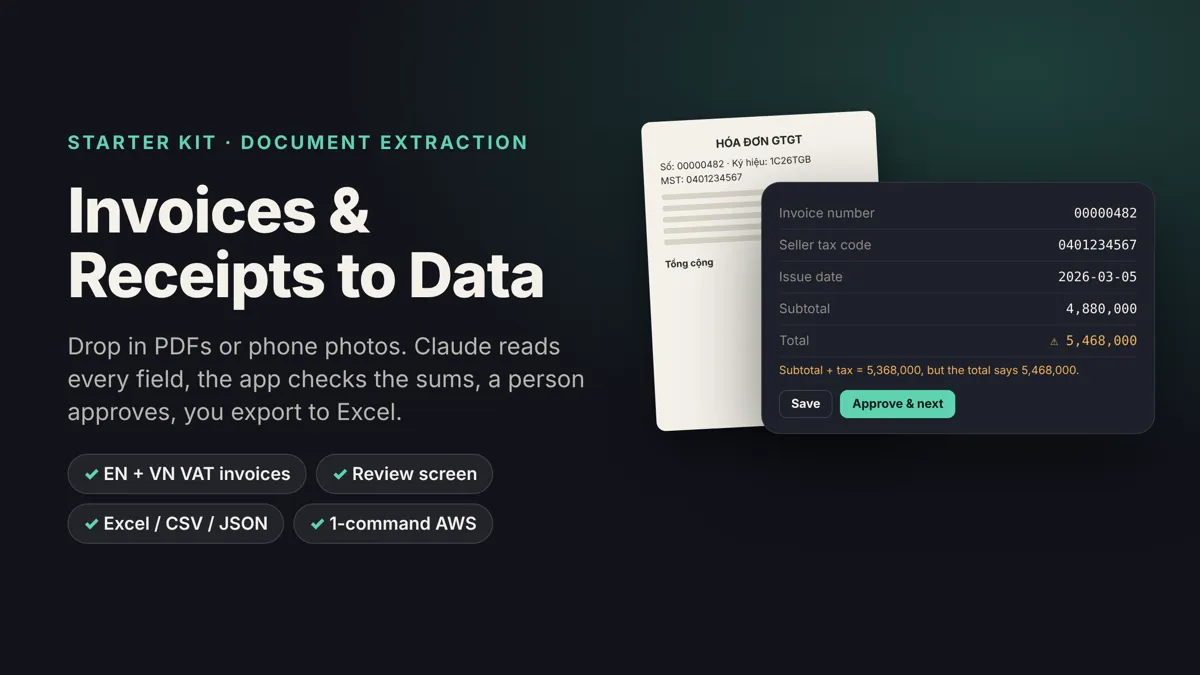 STARTER KIT · DOCUMENT EXTRACTION
Invoices &
Receipts to Data
Drop in PDFs or phone photos. Claude reads
every field, the app checks the sums, a person
approves, you export to Excel.
✓ EN + VN VAT invoices
✓ Review screen
✓ Excel / CSV / JSON
✓ 1-command AWS
HÓA ĐƠN GTGT
Số: 00000482 · Ký hiệu: 1C26TGB
MST: 0401234567
Tổng cộng
Invoice number 00000482
Seller tax code 0401234567
Issue date 2026-03-05
Subtotal 4,880,000
Total ⚠ 5,468,000
Subtotal + tax = 5,368,000, but the total says 5,468,000.
Save
Approve & next